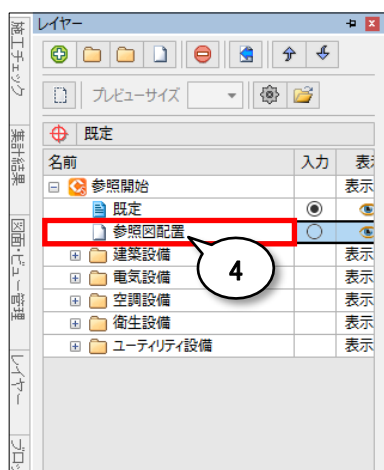 レイヤー
プレビューサイズ
既定
名前 入力 表
参照開始 表示
既定
参照図配置
建築設備 表示
電気設備 表示
空調設備 表示
衛生設備 表示
ユーティリティ設備 表示
4
施工チェック
集計結果
図面・ビュー管理
レイヤー
プロ